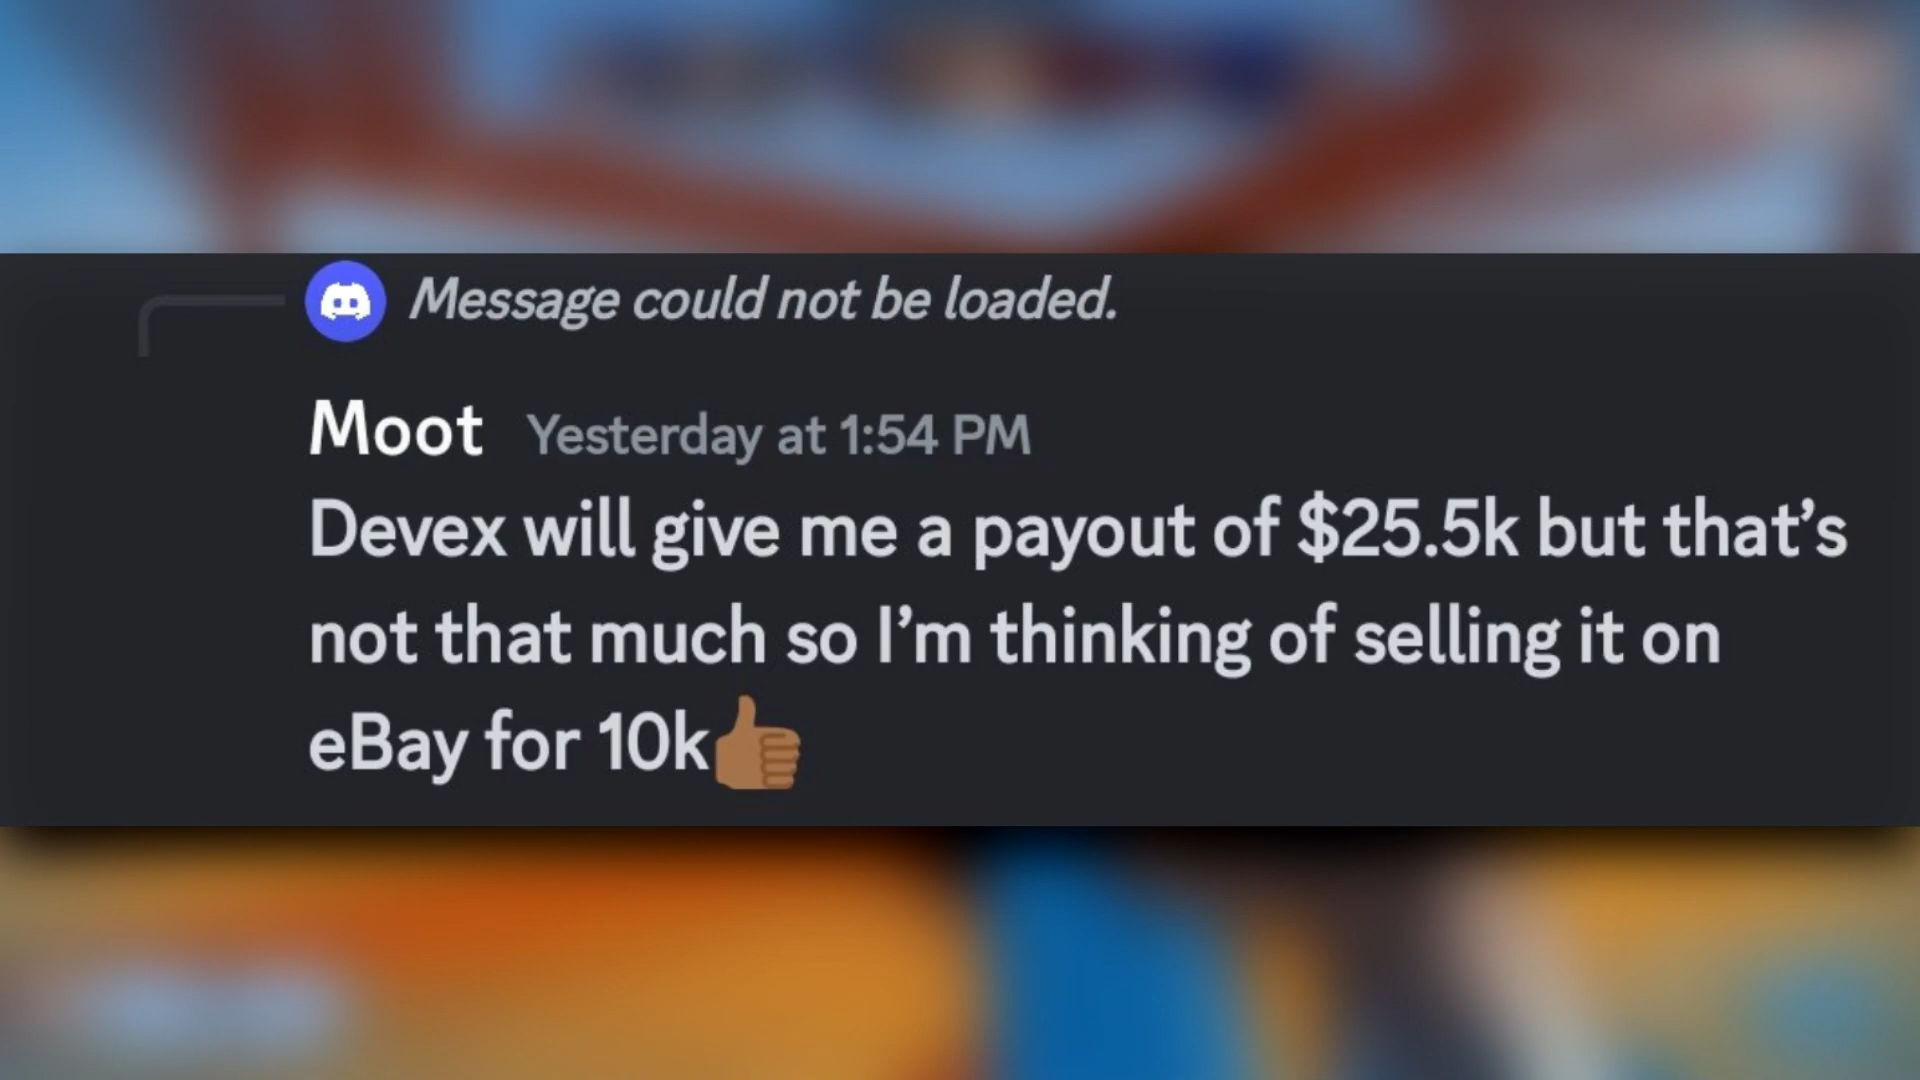 Message could not be loaded.
Moot Yesterday at 1:54 PM
Devex will give me a payout of $25.5k but that’s
not that much so I’m thinking of selling it on
eBay for 10k👍🏾